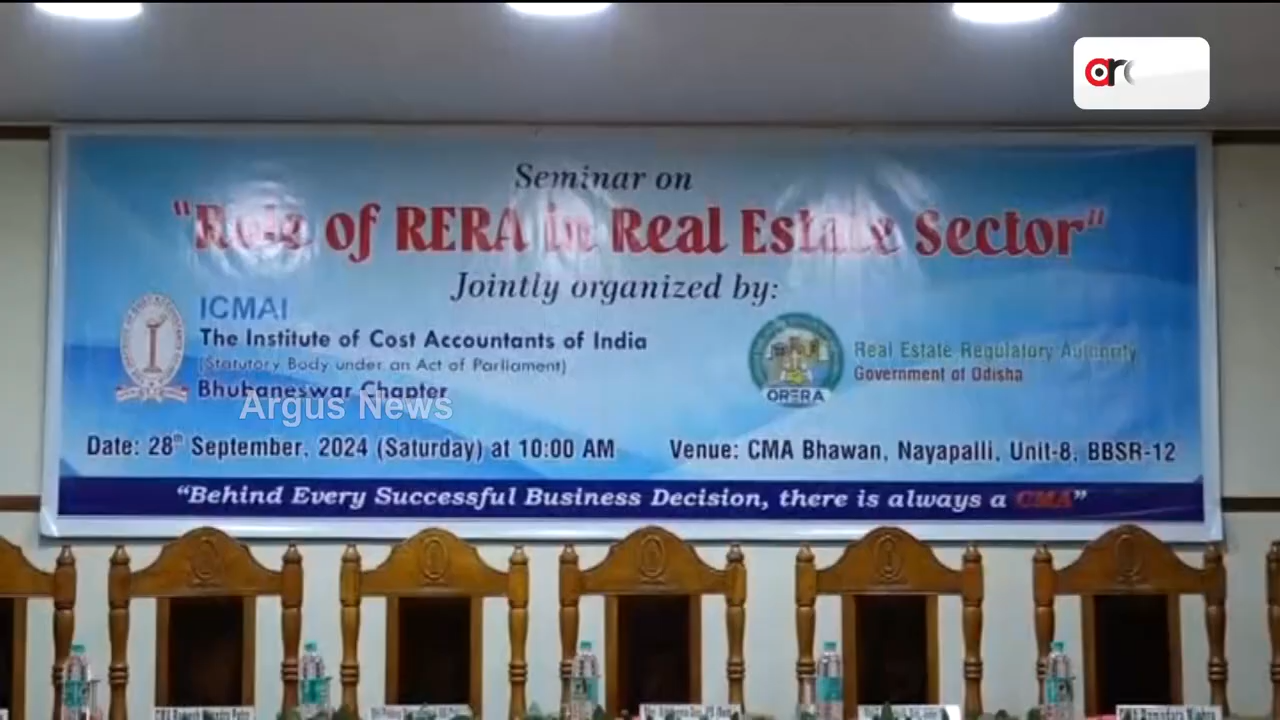 Seminar on
"Role of RERA in Real Estate Sector"
Jointly organized by:
ICMAI
The Institute of Cost Accountants of India
(Statutory Body under an Act of Parliament)
Bhubaneswar Chapter
ORERA
Real Estate Regulatory Autority
Government of Odisha
Argus News
Date: 28th September, 2024 (Saturday) at 10:00 AM
Venue: CMA Bhawan, Nayapalli, Unit-8, BBSR-12
"Behind Every Successful Business Decision, there is always a CMA"